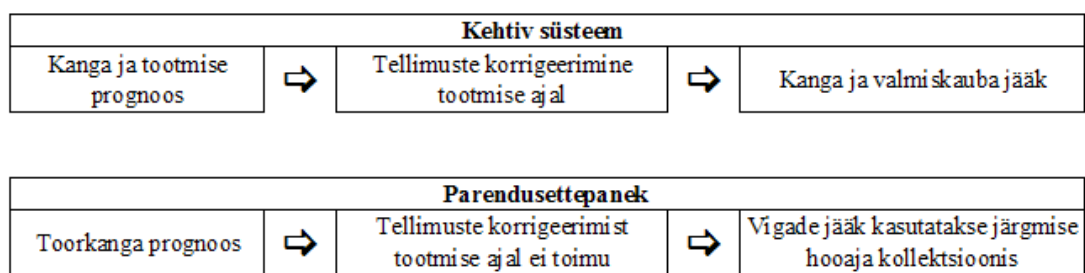 Kehtiv süsteem
Kanga ja tootmise
prognoos
Tellimuste korrigeerimine
tootmise ajal
Kanga ja valmiskauba jääk
Parendusettepanek
Toorkanga prognoos
Tellimuste korrigeerimist
tootmise ajal ei toimu
Vigade jääk kasutatakse järgmise
hooaja kollektsioonis